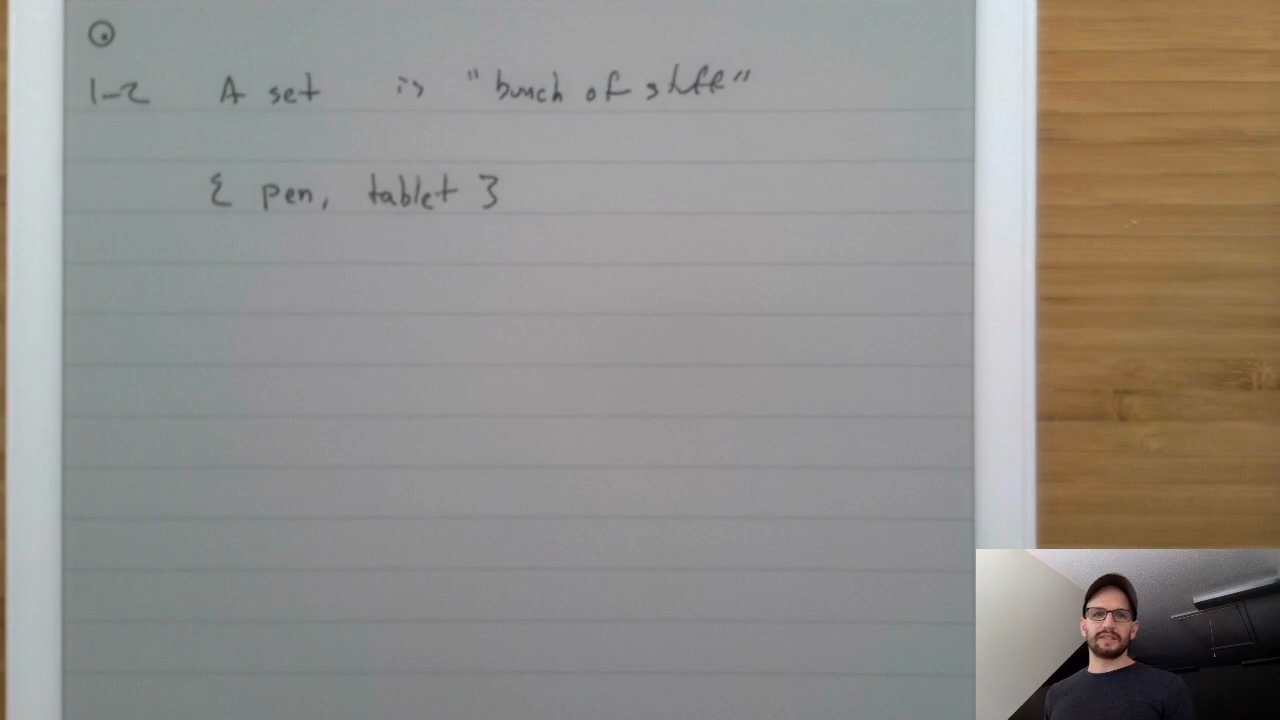 1-2 A set is "bunch of stuff"
{ pen, tablet }